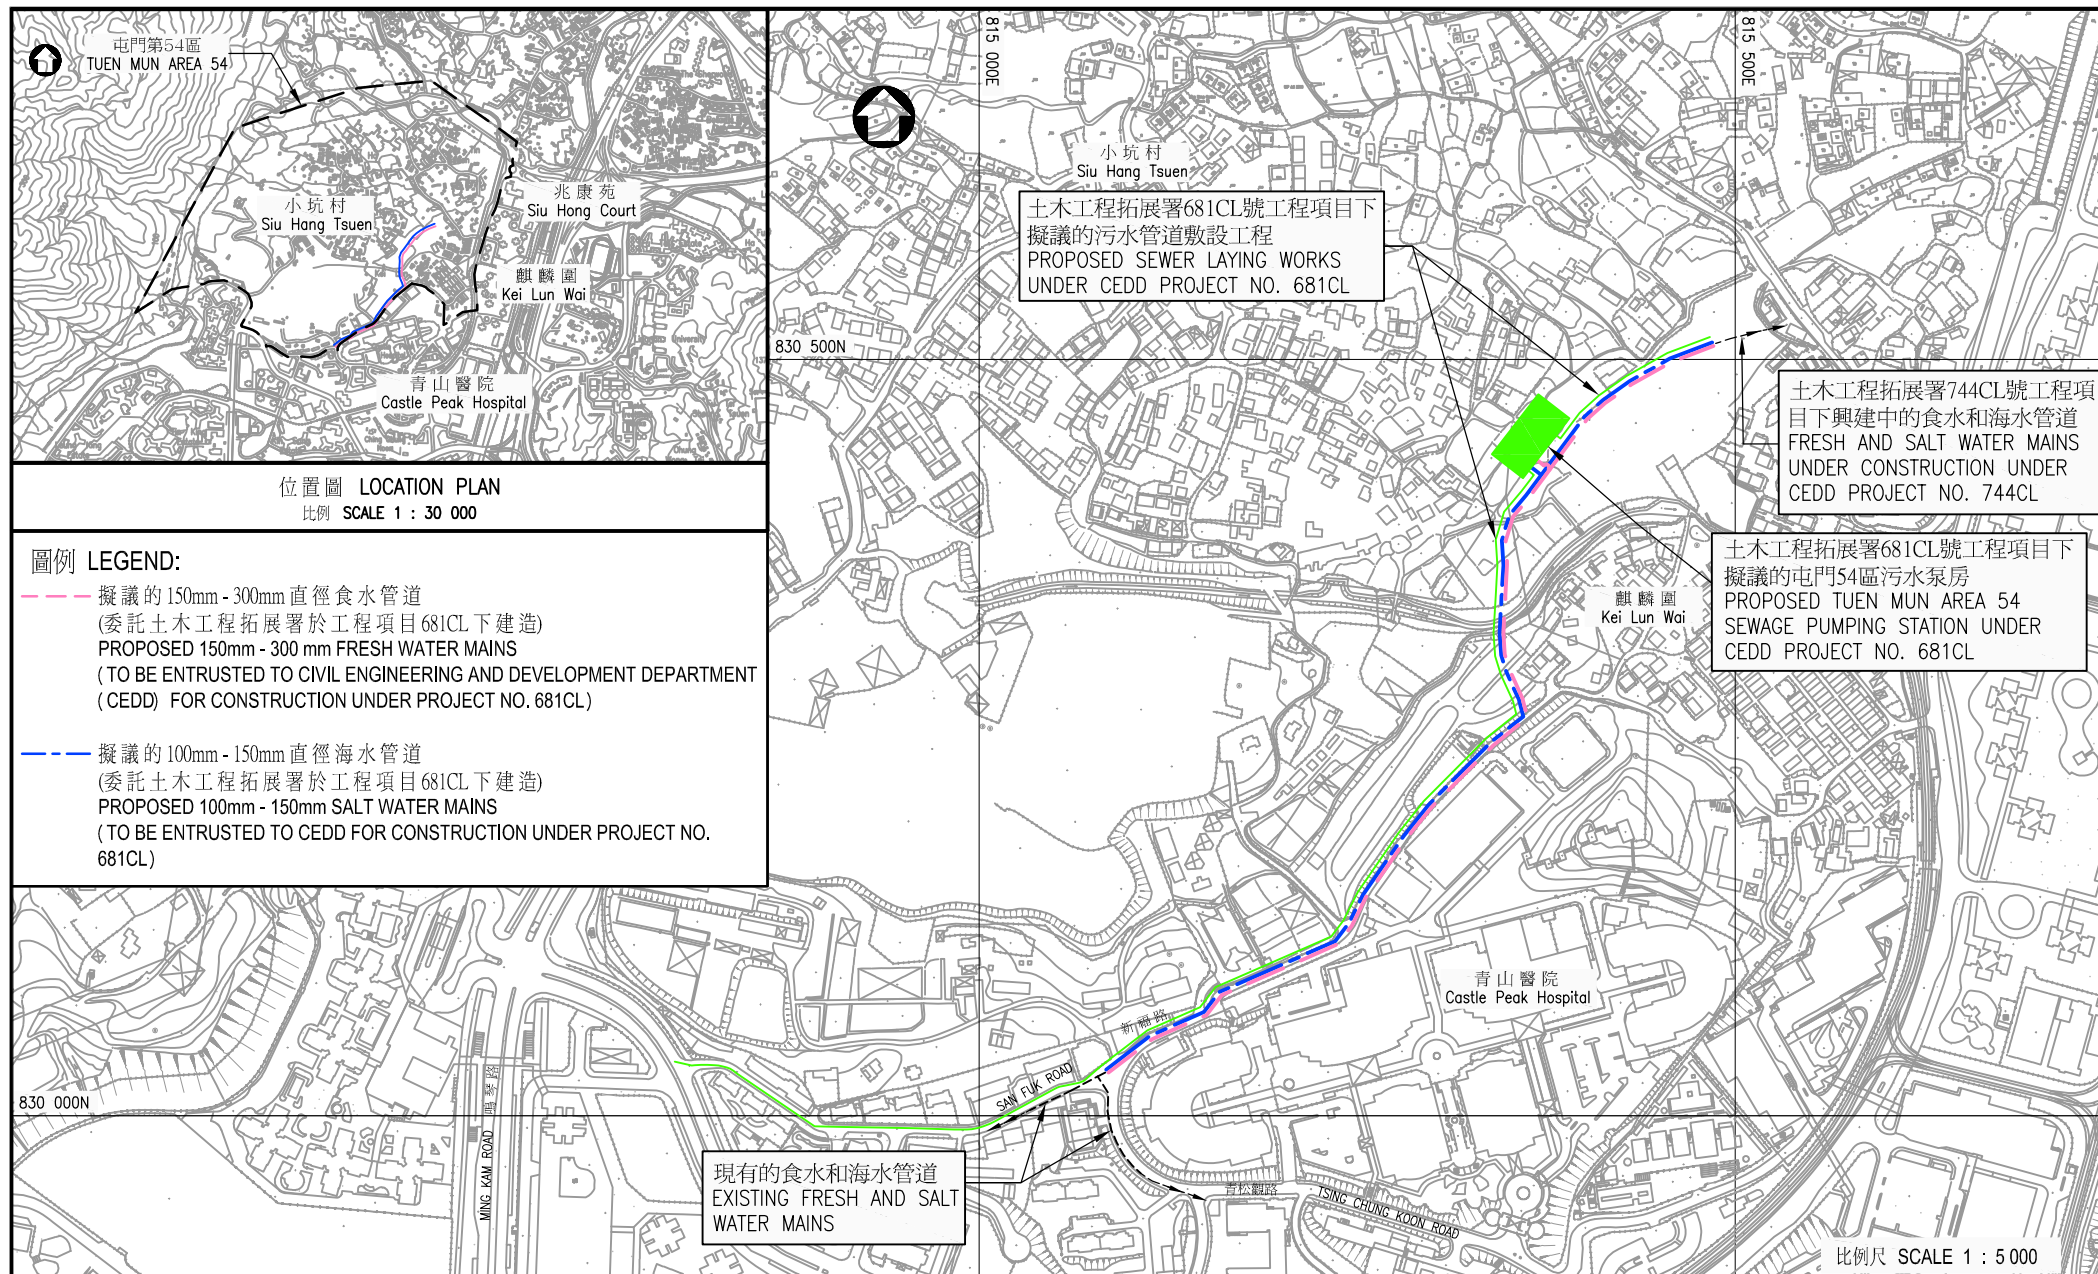 屯門第54區
TUEN MUN AREA 54
小坑村
Siu Hang Tsuen
兆康苑
Siu Hong Court
麒麟圍
Kei Lun Wai
青山醫院
Castle Peak Hospital
位置圖 LOCATION PLAN
比例 SCALE 1 : 30 000
圖例 LEGEND:
擬議的150mm - 300mm直徑食水管道
(委託土木工程拓展署於工程項目681CL下建造)
PROPOSED 150mm - 300 mm FRESH WATER MAINS
( TO BE ENTRUSTED TO CIVIL ENGINEERING AND DEVELOPMENT DEPARTMENT
( CEDD) FOR CONSTRUCTION UNDER PROJECT NO. 681CL )
擬議的100mm - 150mm直徑海水管道
(委託土木工程拓展署於工程項目681CL下建造)
PROPOSED 100mm - 150mm SALT WATER MAINS
( TO BE ENTRUSTED TO CEDD FOR CONSTRUCTION UNDER PROJECT NO.
681CL )
815 000E
815 500E
小坑村
Siu Hang Tsuen
土木工程拓展署681CL號工程項目下
擬議的污水管道敷設工程
PROPOSED SEWER LAYING WORKS
UNDER CEDD PROJECT NO. 681CL
830 500N
土木工程拓展署744CL號工程項
目下興建中的食水和海水管道
FRESH AND SALT WATER MAINS
UNDER CONSTRUCTION UNDER
CEDD PROJECT NO. 744CL
土木工程拓展署681CL號工程項目下
擬議的屯門54區污水泵房
PROPOSED TUEN MUN AREA 54
SEWAGE PUMPING STATION UNDER
CEDD PROJECT NO. 681CL
麒麟圍
Kei Lun Wai
青山醫院
Castle Peak Hospital
新福路
SAN FUK ROAD
830 000N
MING KAM ROAD 鳴琴路
現有的食水和海水管道
EXISTING FRESH AND SALT
WATER MAINS
青松觀路
TSING CHUNG KOON ROAD
比例尺 SCALE 1 : 5 000